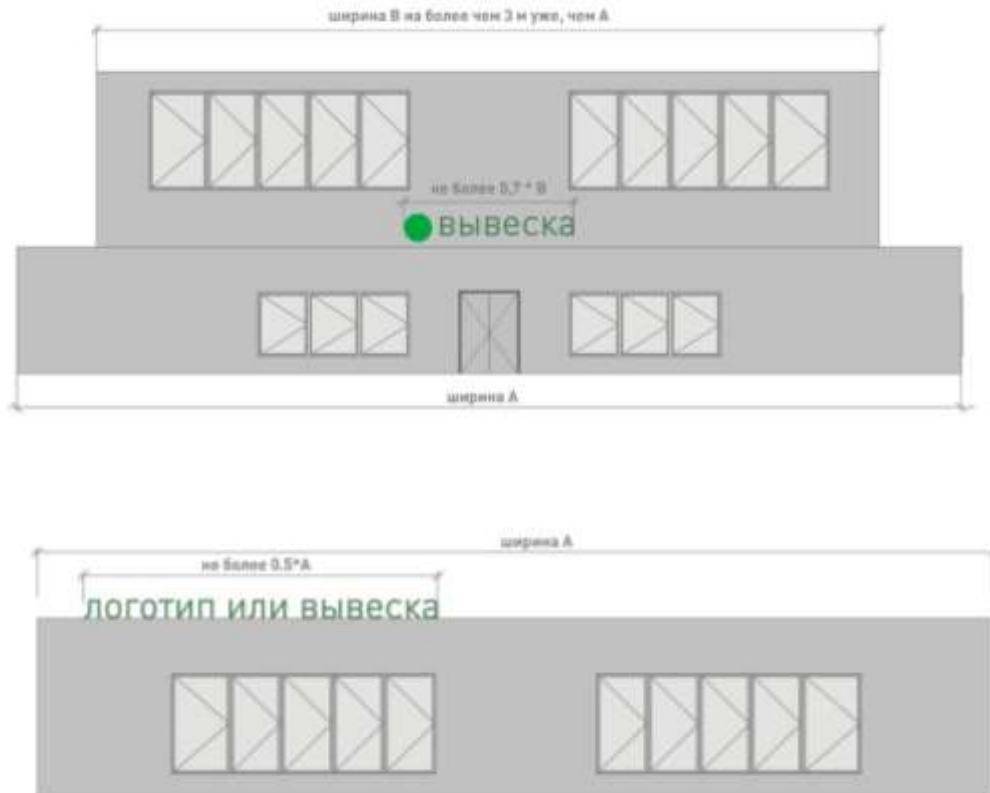 ширина В на более чем 3 м уже, чем А
не более 0,7 * В
вывеска
ширина А
ширина А
не более 0.5*А
логотип или вывеска